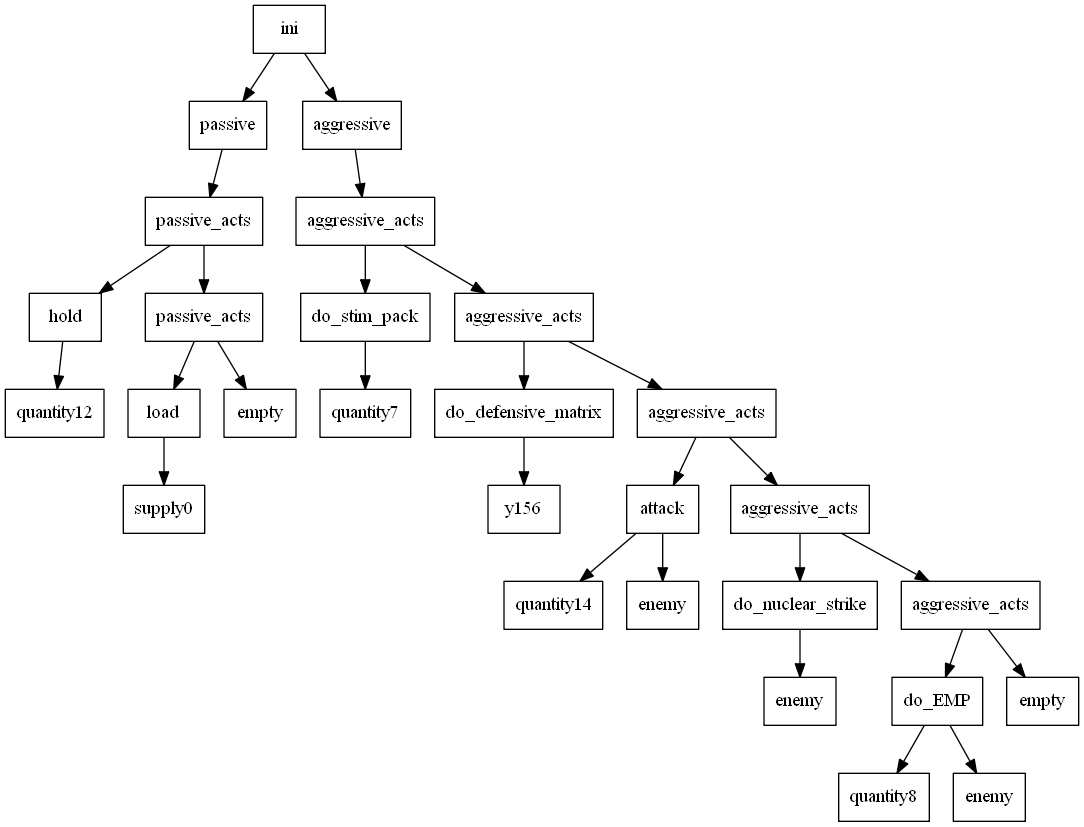 ini
passive
aggressive
passive_acts
aggressive_acts
hold
passive_acts
do_stim_pack
aggressive_acts
quantity12
load
empty
quantity7
do_defensive_matrix
aggressive_acts
supply0
y156
attack
aggressive_acts
quantity14
enemy
do_nuclear_strike
aggressive_acts
enemy
do_EMP
empty
quantity8
enemy